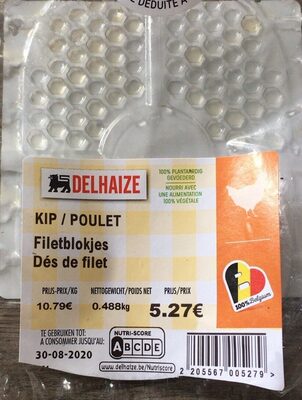 E DÉDUITE A
DELHAIZE
100% PLANTAARDIG
GEVOEDERD
NOURRI AVEC
UNE ALIMENTATION
100% VÉGÉTALE
KIP / POULET
Filetblokjes
Dés de filet
PRIJS-PRIX/KG
NETTOGEWICHT/POIDS NET
PRIJS/PRIX
10.79€
0.488kg
5.27€
100% Belgium
TE GEBRUIKEN TOT:
A CONSOMMER JUSQU'AU:
30-08-2020
NUTRI-SCORE
ABCDE
www.delhaize.be/Nutriscore
2 205567 005279